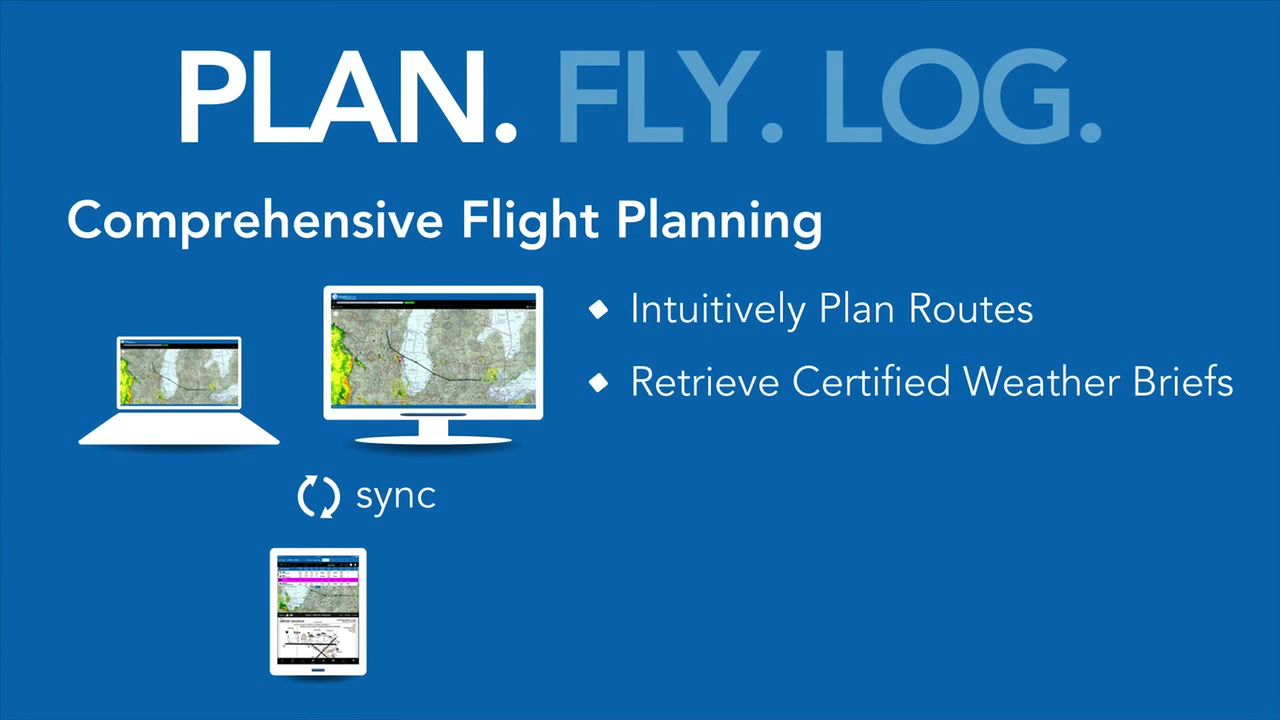 PLAN. FLY. LOG.
Comprehensive Flight Planning
Intuitively Plan Routes
Retrieve Certified Weather Briefs
sync